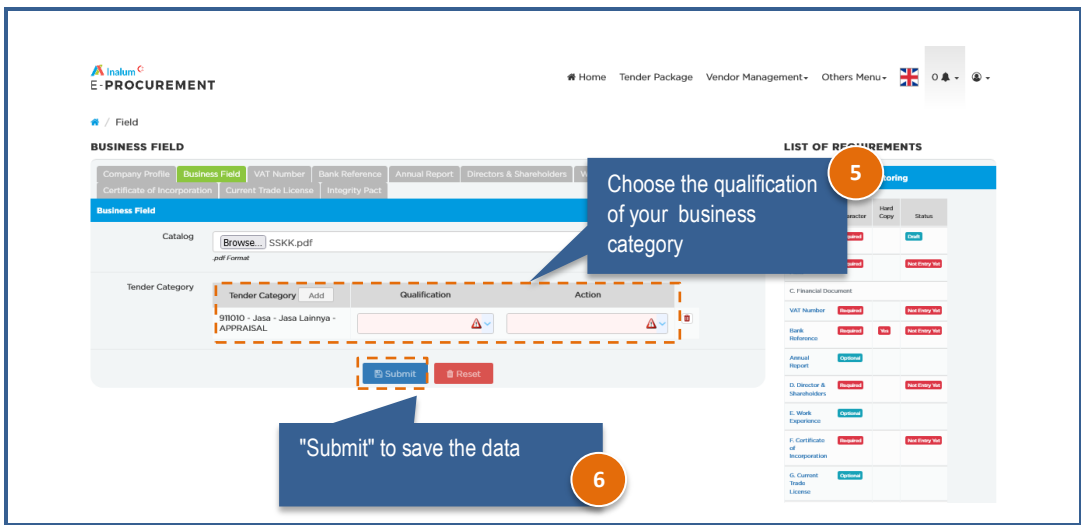 Inalum
E-PROCUREMENT
Home Tender Package Vendor Management Others Menu 0
/ Field
BUSINESS FIELD
LIST OF REQUIREMENTS
Company Profile Business Field VAT Number Bank Reference Annual Report Directors & Shareholders W
Certificate of Incorporation Current Trade License Integrity Pact
Business Field
Catalog
Browse... SSKK.pdf
.pdf Format
Tender Category
Tender Category Add Qualification Action
911010 - Jasa - Jasa Lainnya -
APPRAISAL
Submit Reset
Choose the qualification
of your business
category
5
"Submit" to save the data
6
Hard
Copy Status
Draft
Not Entry Yet
C. Financial Document
VAT Number Required Not Entry Yet
Bank
Reference Required Yes Not Entry Yet
Annual
Report Optional
D. Director &
Shareholders Required Not Entry Yet
E. Work
Experience Optional
F. Certificate
of
Incorporation Required Not Entry Yet
G. Current
Trade
License Optional